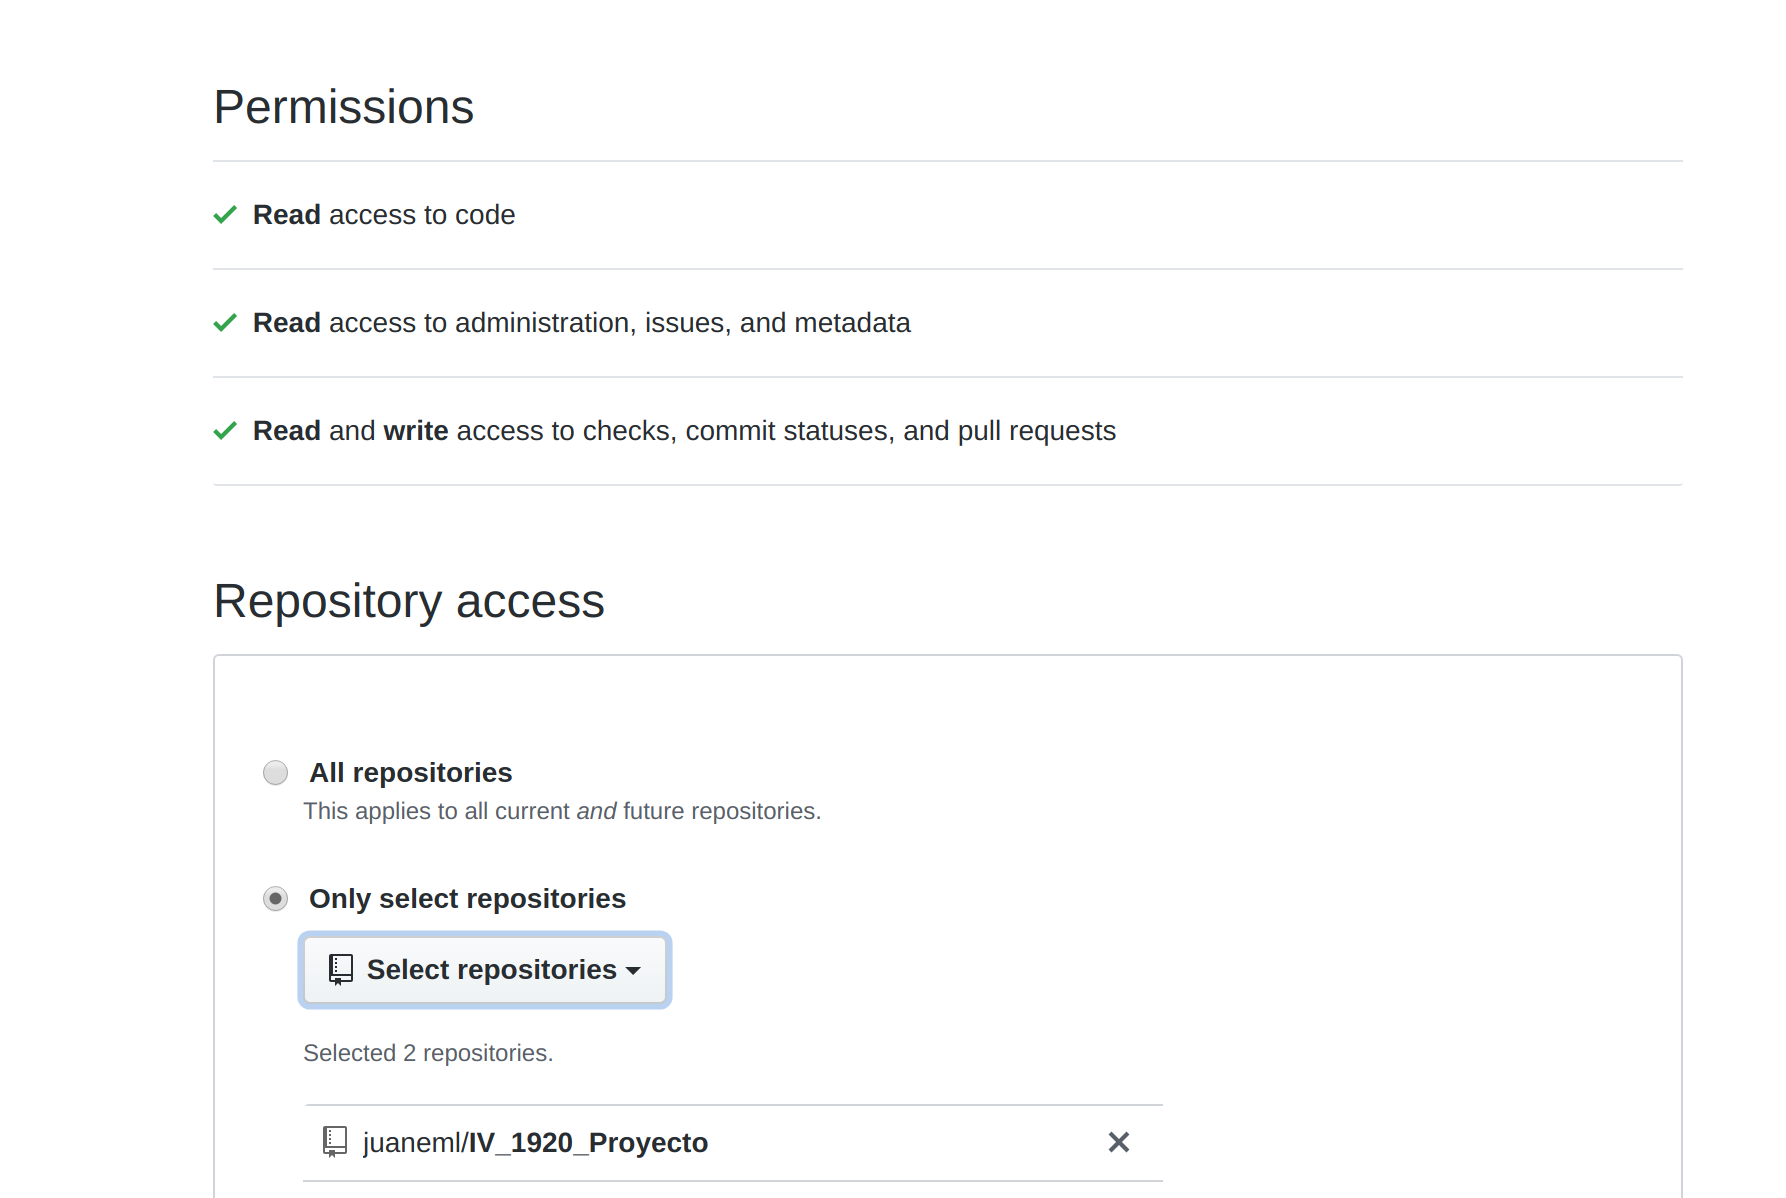 Permissions
Read access to code
Read access to administration, issues, and metadata
Read and write access to checks, commit statuses, and pull requests
Repository access
All repositories
This applies to all current and future repositories.
Only select repositories
Select repositories
Selected 2 repositories.
juaneml/IV_1920_Proyecto